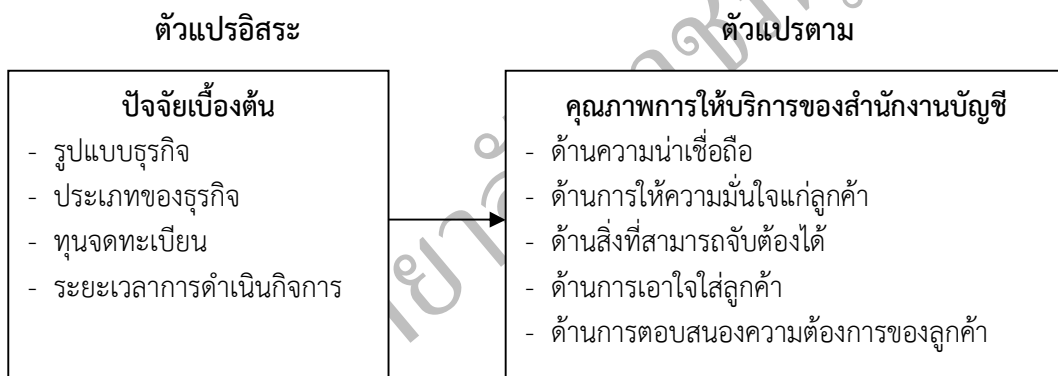 ตัวแปรอิสระ
ตัวแปรตาม
ปัจจัยเบื้องต้น
- รูปแบบธุรกิจ
- ประเภทของธุรกิจ
- ทุนจดทะเบียน
- ระยะเวลาการดำเนินกิจการ
คุณภาพการให้บริการของสำนักงานบัญชี
- ด้านความน่าเชื่อถือ
- ด้านการให้ความมั่นใจแก่ลูกค้า
- ด้านสิ่งที่สามารถจับต้องได้
- ด้านการเอาใจใส่ลูกค้า
- ด้านการตอบสนองความต้องการของลูกค้า